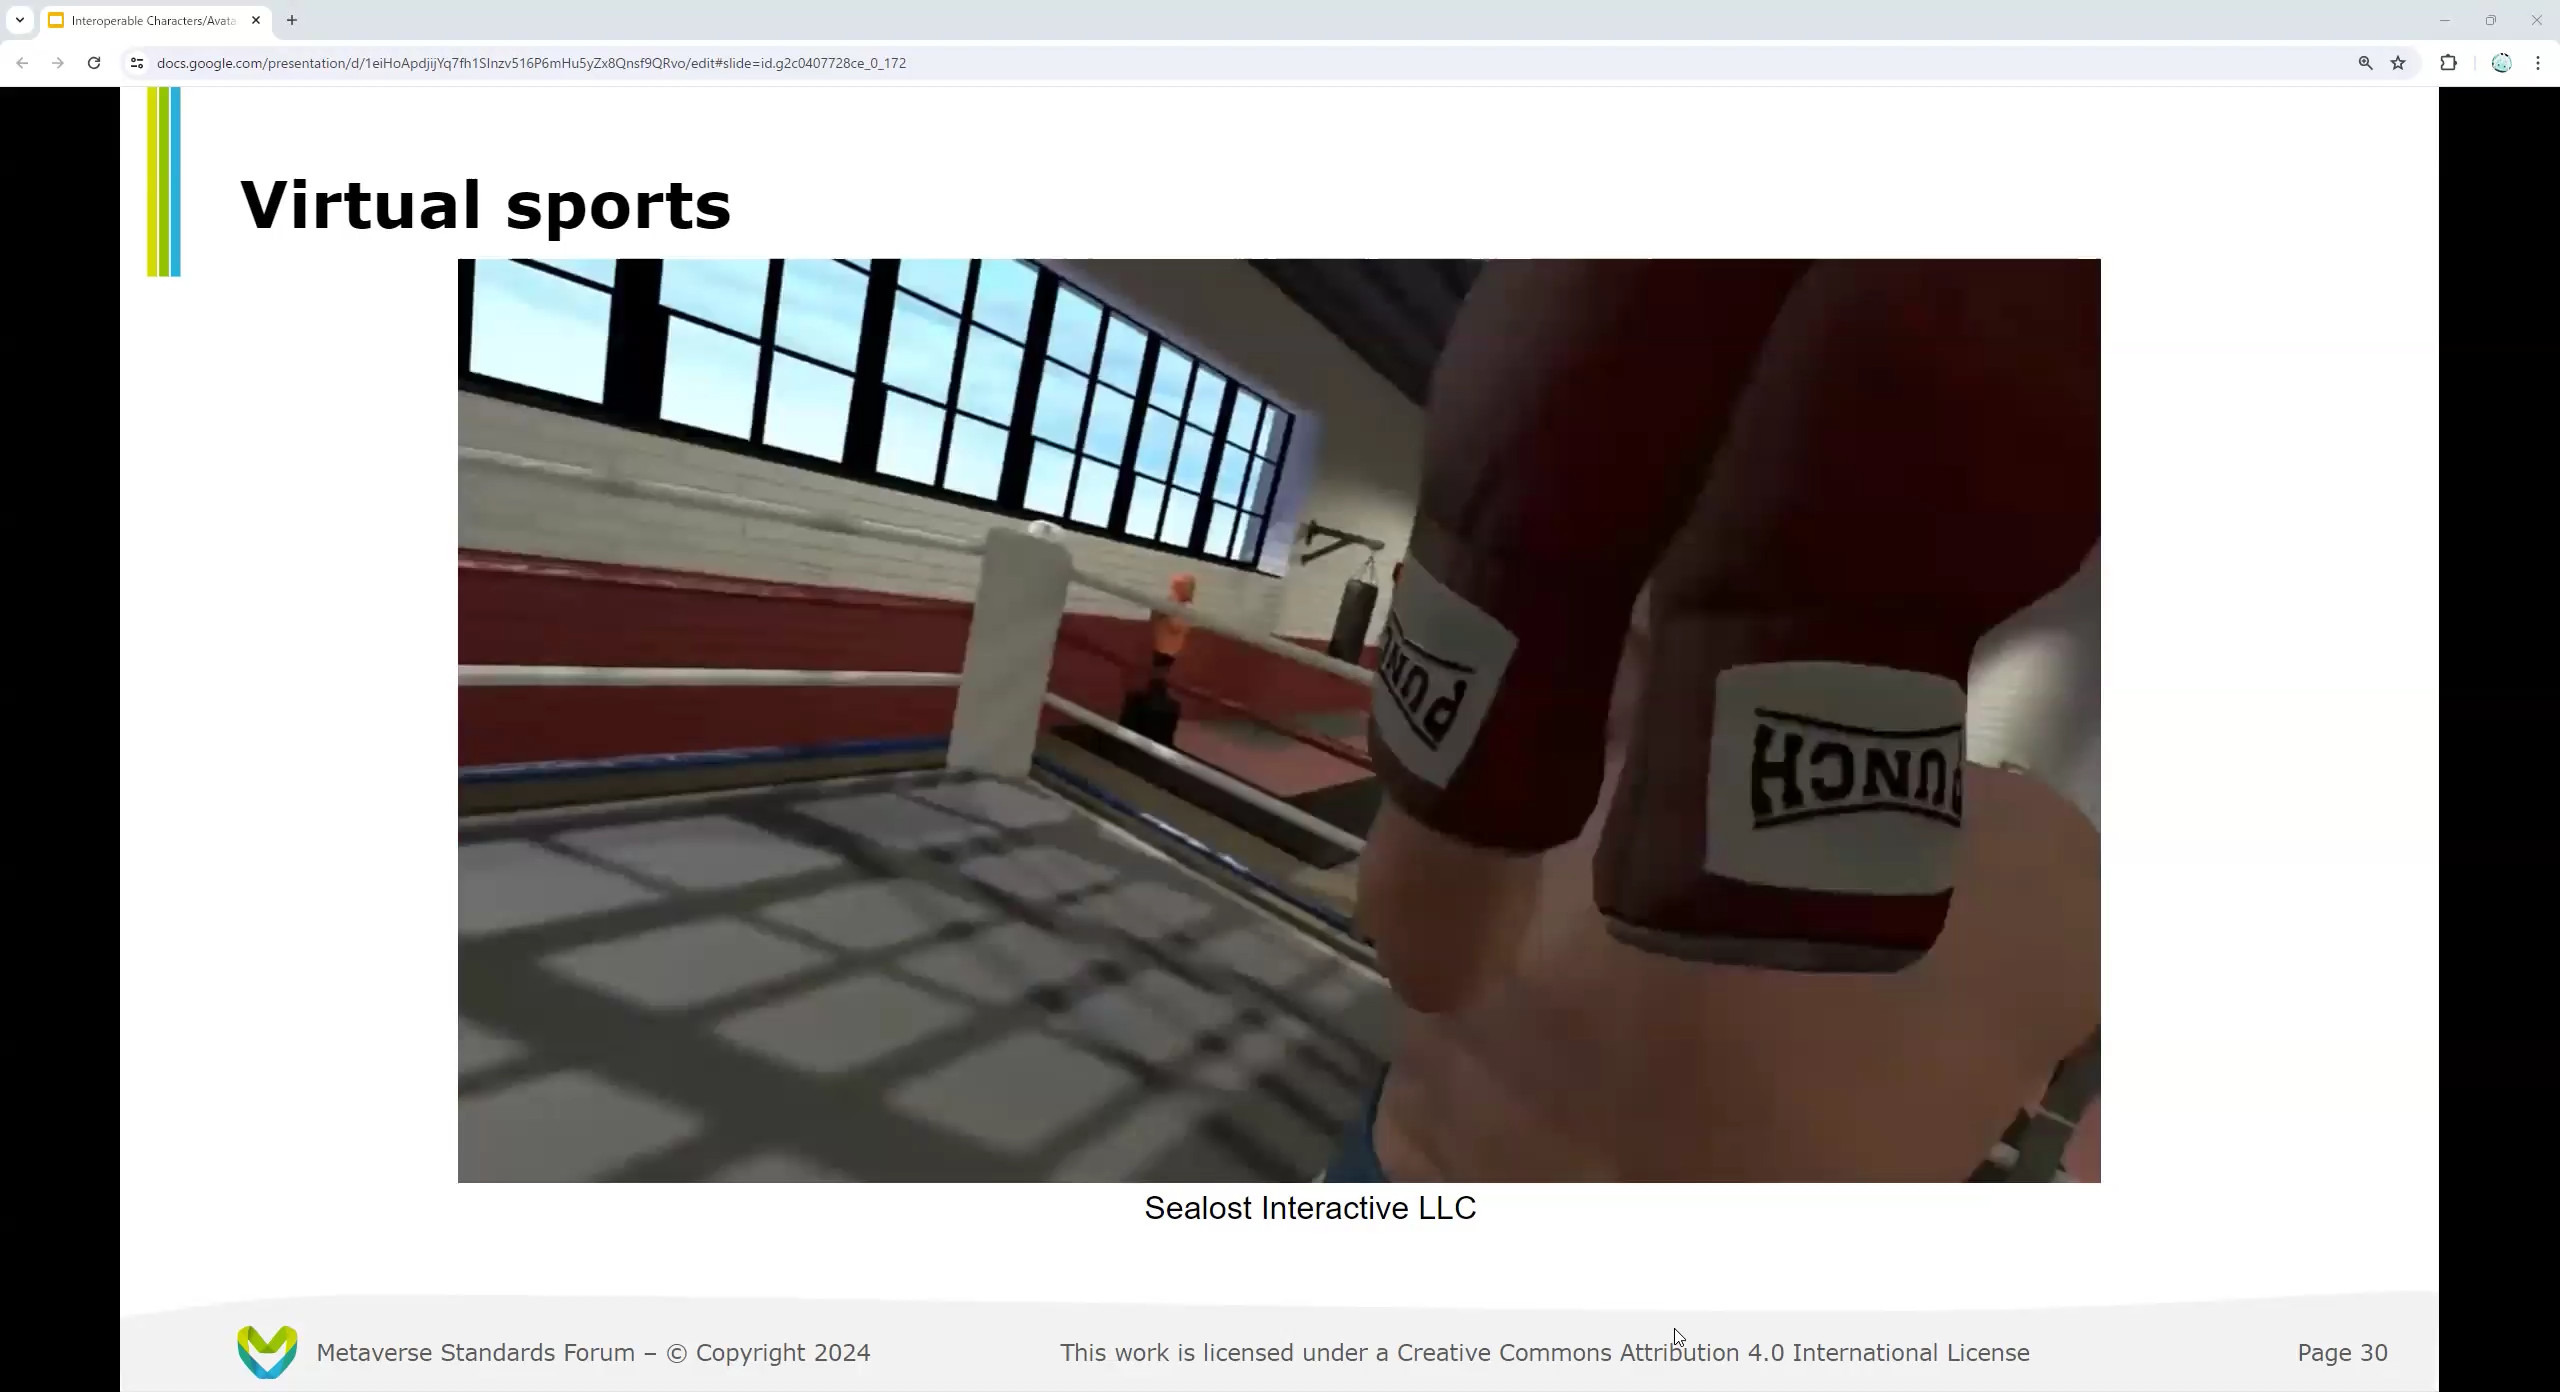 Interoperable Characters/Avata
docs.google.com/presentation/d/1eiHoApdjijYq7fh1SInzv516P6mHu5yZx8Qnsf9QRvo/edit#slide=id.g2c0407728ce_0_172
Virtual sports
PUN
PUNCH
Sealost Interactive LLC
Metaverse Standards Forum – © Copyright 2024
This work is licensed under a Creative Commons Attribution 4.0 International License
Page 30